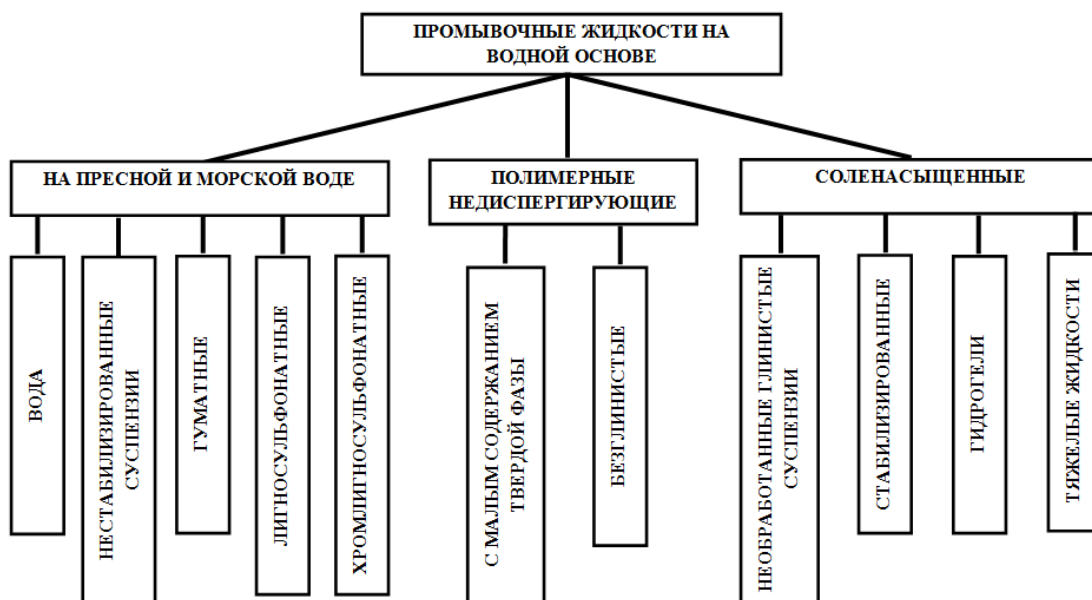 ПРОМЫВОЧНЫЕ ЖИДКОСТИ НА
ВОДНОЙ ОСНОВЕ
НА ПРЕСНОЙ И МОРСКОЙ ВОДЕ
ПОЛИМЕРНЫЕ
НЕДИСПЕРГИРУЮЩИЕ
СОЛЕНАСЫЩЕННЫЕ
ВОДА
НЕСТАБИЛИЗИРОВАННЫЕ
СУСПЕНЗИИ
ГУМАТНЫЕ
ЛИГНОСУЛЬФОНАТНЫЕ
ХРОМЛИГНОСУЛЬФОНАТНЫЕ
С МАЛЫМ СОДЕРЖАНИЕМ
ТВЕРДОЙ ФАЗЫ
БЕЗГЛИНИСТЫЕ
НЕОБРАБОТАННЫЕ ГЛИНИСТЫЕ
СУСПЕНЗИИ
СТАБИЛИЗИРОВАННЫЕ
ГИДРОГЕЛИ
ТЯЖЕЛЫЕ ЖИДКОСТИ